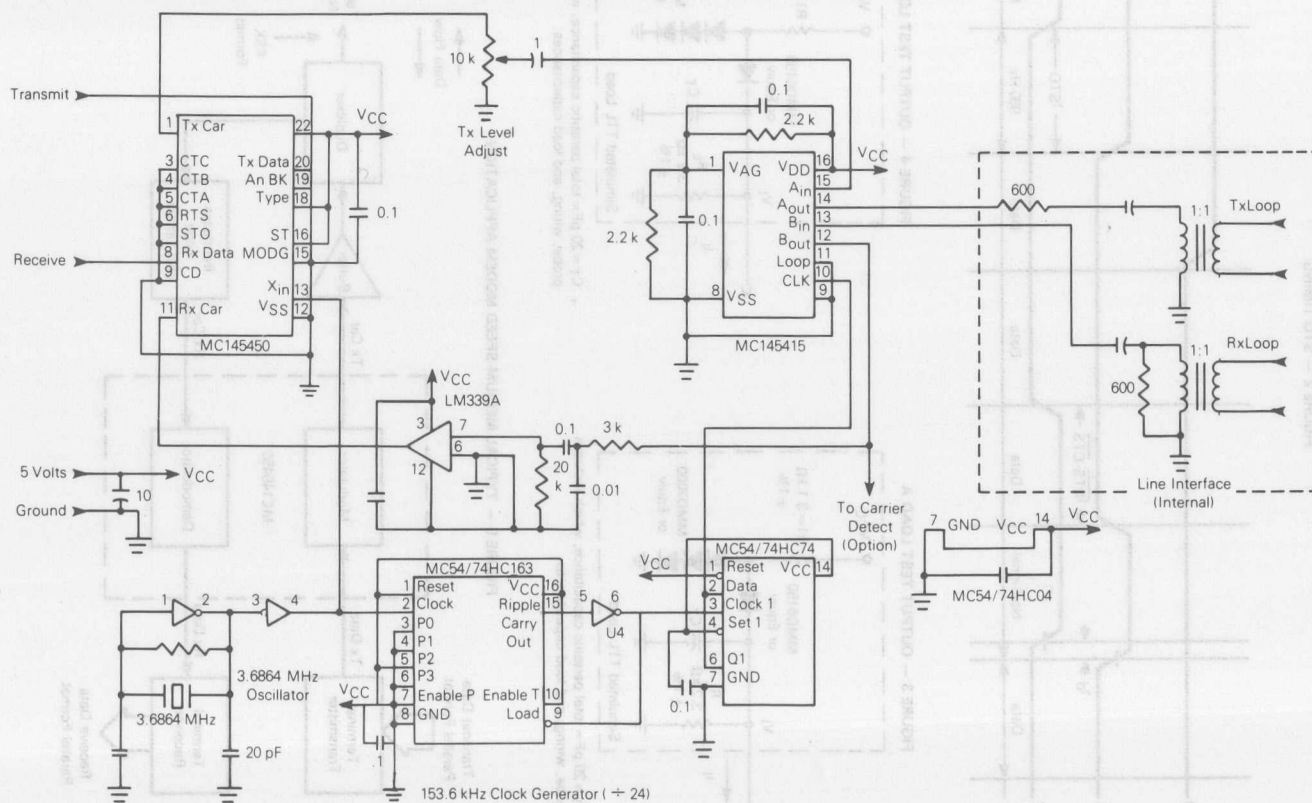 Transmit
Receive
5 Volts
Ground
1
Tx Car
3 CTC
4 CTB
5 CTA
6 RTS
7 STO
8 Rx Data
9 CD
11 Rx Car
22
Tx Data 20
An BK 19
Type 18
ST 16
MODG 15
Xin 13
VSS 12
MC145450
VCC
0.1
10 k
Tx Level
Adjust
1
0.1
2.2 k
2.2 k
0.1
1 VAG
8 VSS
VDD 16
15
Ain
14
Aout
13
Bin
12
Bout
11
Loop
10
CLK
9
MC145415
VCC
600
1:1
TxLoop
600
1:1
RxLoop
Line Interface
(Internal)
VCC
LM339A
3
7
6
12
0.1
3 k
20
k
0.01
To Carrier
Detect
(Option)
VCC
10
7 GND VCC 14
VCC
MC54/74HC04
1
2
3
4
3.6864 MHz
Oscillator
3.6864 MHz
20 pF
MC54/74HC163
1 Reset
2 Clock
3 P0
4 P1
5 P2
6 P3
7 Enable P
8 GND
VCC 16
Ripple 15
Carry
Out
Enable T 10
Load 9
VCC
.1
5
6
U4
MC54/74HC74
1 Reset
2 Data
3 Clock 1
4 Set 1
6 Q1
7 GND
VCC 14
VCC
0.1
153.6 kHz Clock Generator ( ÷ 24)